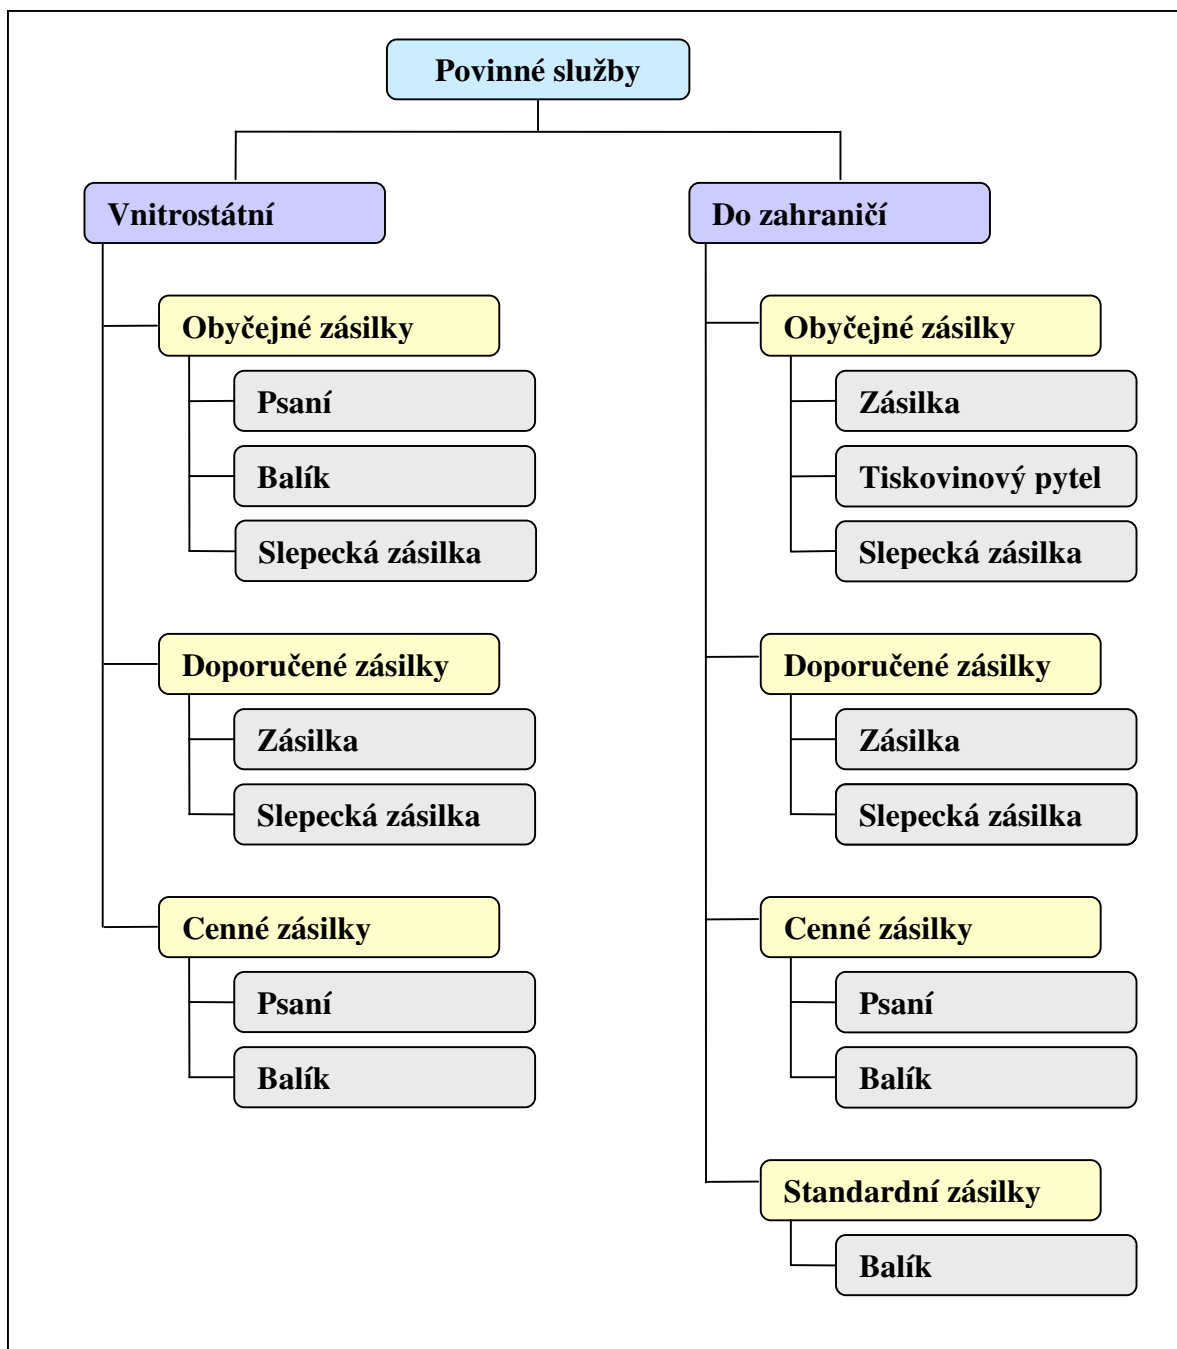 Povinné služby
Vnitrostátní
Obyčejné zásilky
Psaní
Balík
Slepecká zásilka
Doporučené zásilky
Zásilka
Slepecká zásilka
Cenné zásilky
Psaní
Balík
Do zahraničí
Obyčejné zásilky
Zásilka
Tiskovinový pytel
Slepecká zásilka
Doporučené zásilky
Zásilka
Slepecká zásilka
Cenné zásilky
Psaní
Balík
Standardní zásilky
Balík